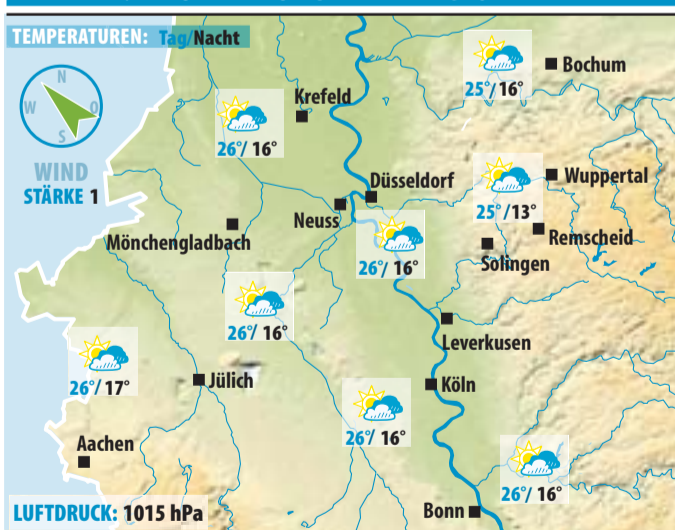 TEMPERATUREN: Tag/Nacht
N
W O
S
WIND
STÄRKE 1
Krefeld
26°/ 16°
25°/ 16°
Bochum
Düsseldorf
Neuss
Mönchengladbach
26°/ 16°
25°/13°
Wuppertal
Remscheid
Solingen
26°/ 16°
Leverkusen
26°/ 17°
Jülich
Köln
26°/ 16°
Aachen
26°/ 16°
Bonn
LUFTDRUCK: 1015 hPa